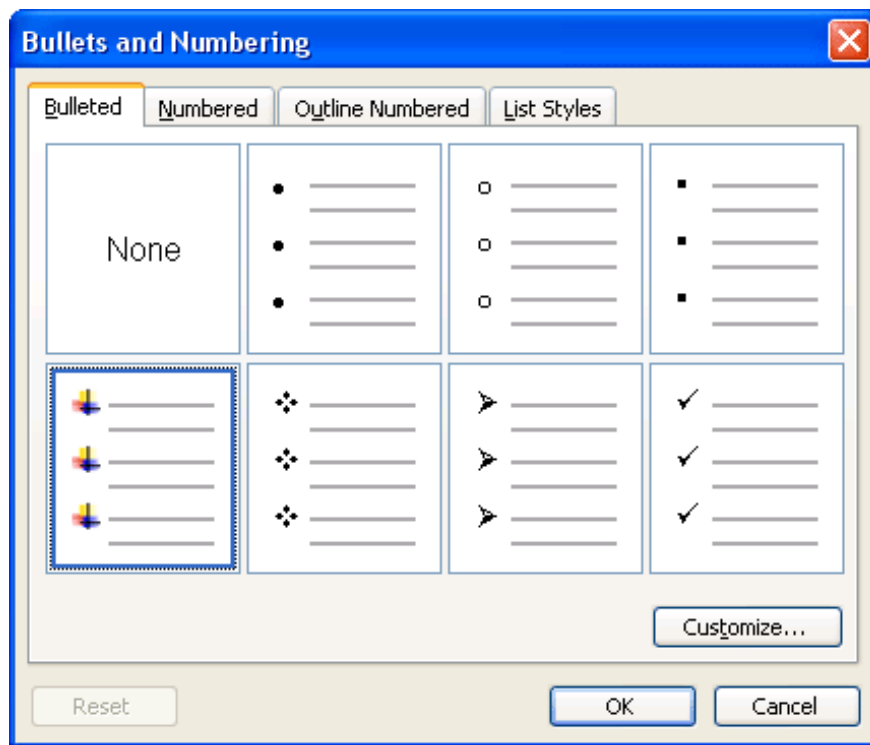 Bullets and Numbering
Bulleted Numbered Outline Numbered List Styles
None
Customize...
Reset OK Cancel